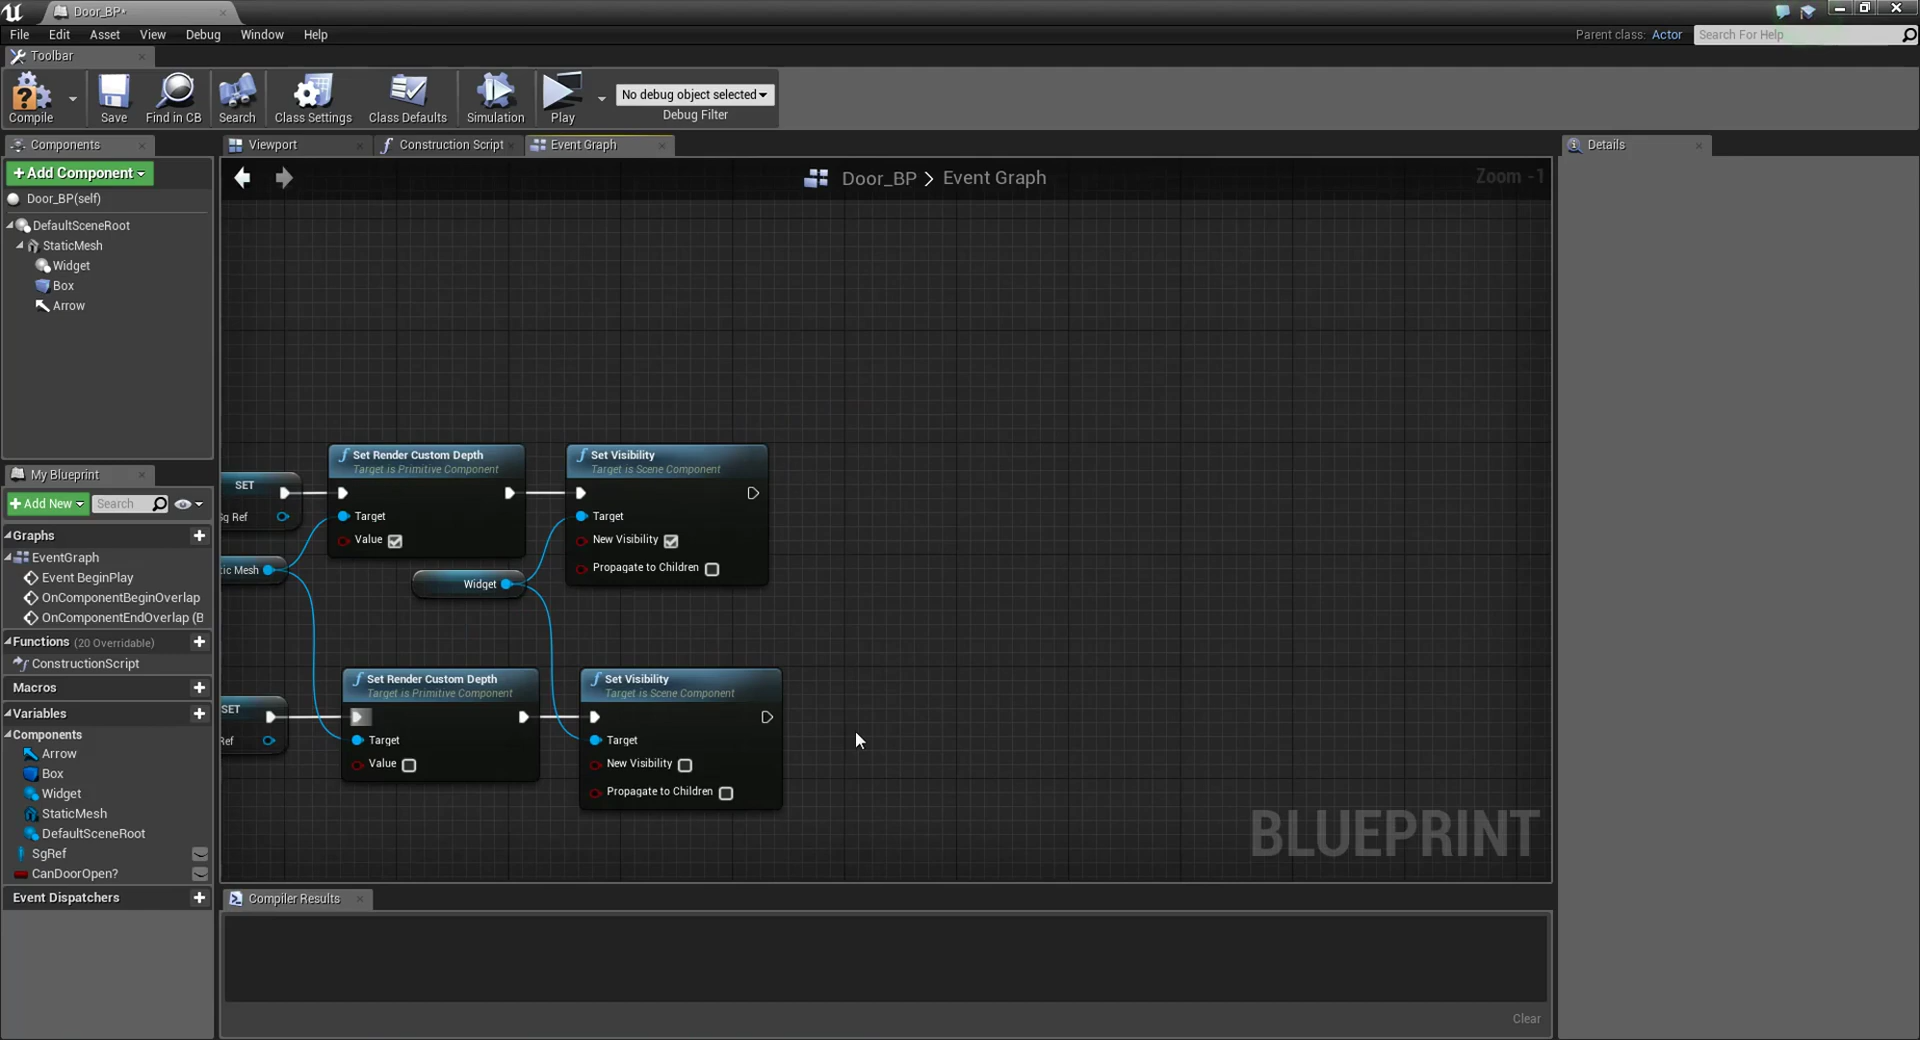 Door_BP*
File Edit Asset View Debug Window Help
Parent class: Actor
Search For Help
Toolbar
Compile
Save
Find in CB
Search
Class Settings
Class Defaults
Simulation
Play
No debug object selected
Debug Filter
Components
+Add Component
Door_BP(self)
DefaultSceneRoot
StaticMesh
Widget
Box
Arrow
My Blueprint
+Add New
Search
Graphs
EventGraph
Event BeginPlay
OnComponentBeginOverlap
OnComponentEndOverlap (B
Functions (20 Overridable)
ConstructionScript
Macros
Variables
Components
Arrow
Box
Widget
StaticMesh
DefaultSceneRoot
SgRef
CanDoorOpen?
Event Dispatchers
Viewport
Construction Script
Event Graph
Door_BP > Event Graph
Zoom -1
SET
Sg Ref
tic Mesh
Set Render Custom Depth
Target is Primitive Component
Target
Value
Set Visibility
Target is Scene Component
Target
New Visibility
Propagate to Children
Widget
SET
Ref
Set Render Custom Depth
Target is Primitive Component
Target
Value
Set Visibility
Target is Scene Component
Target
New Visibility
Propagate to Children
BLUEPRINT
Compiler Results
Clear
Details